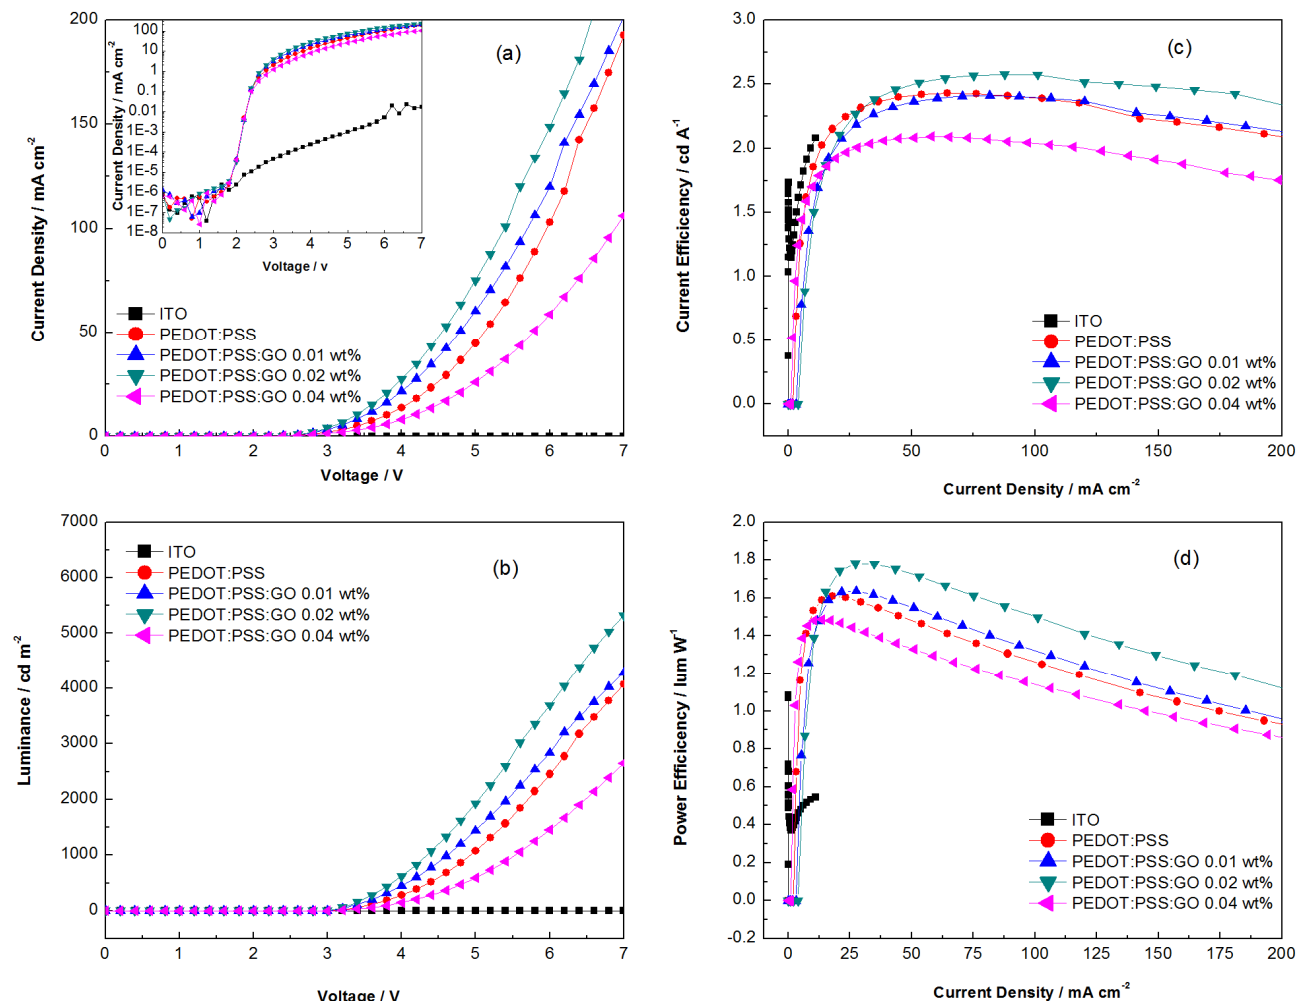 200
150
100
50
0
Current Density / mA cm-2
0
1
2
3
4
5
6
7
Voltage / V
(a)
ITO
PEDOT:PSS
PEDOT:PSS:GO 0.01 wt%
PEDOT:PSS:GO 0.02 wt%
PEDOT:PSS:GO 0.04 wt%
100
10
1
0.1
0.01
1E-3
1E-4
1E-5
1E-6
1E-7
1E-8
Current Density / mA cm-2
0
1
2
3
4
5
6
7
Voltage / v
3.0
2.5
2.0
1.5
1.0
0.5
0.0
Current Efficicency / cd A-1
0
50
100
150
200
Current Density / mA cm-2
(c)
ITO
PEDOT:PSS
PEDOT:PSS:GO 0.01 wt%
PEDOT:PSS:GO 0.02 wt%
PEDOT:PSS:GO 0.04 wt%
7000
6000
5000
4000
3000
2000
1000
0
Luminance / cd m-2
0
1
2
3
4
5
6
7
Voltage / V
(b)
ITO
PEDOT:PSS
PEDOT:PSS:GO 0.01 wt%
PEDOT:PSS:GO 0.02 wt%
PEDOT:PSS:GO 0.04 wt%
2.0
1.8
1.6
1.4
1.2
1.0
0.8
0.6
0.4
0.2
0.0
-0.2
Power Efficicency / lum W-1
0
25
50
75
100
125
150
175
200
Current Density / mA cm-2
(d)
ITO
PEDOT:PSS
PEDOT:PSS:GO 0.01 wt%
PEDOT:PSS:GO 0.02 wt%
PEDOT:PSS:GO 0.04 wt%